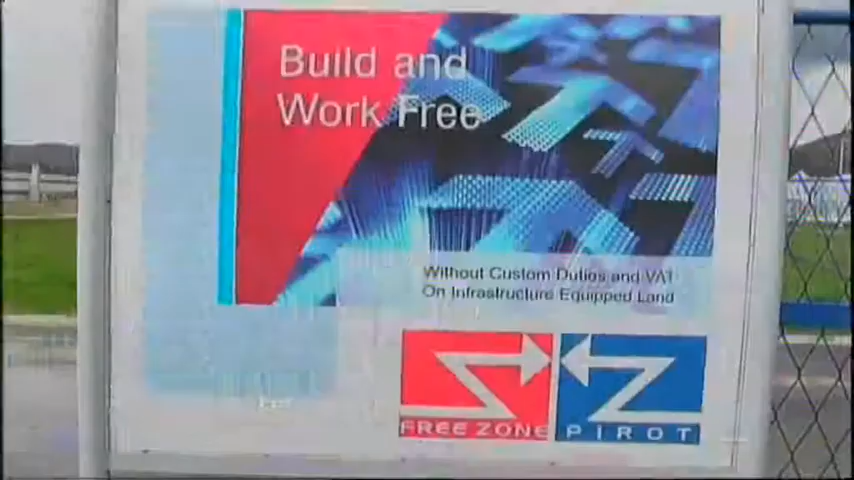 Build and
Work Free
Without Custom Duties and VAT
On Infrastructure Equipped Land
FREE ZONE
PIROT